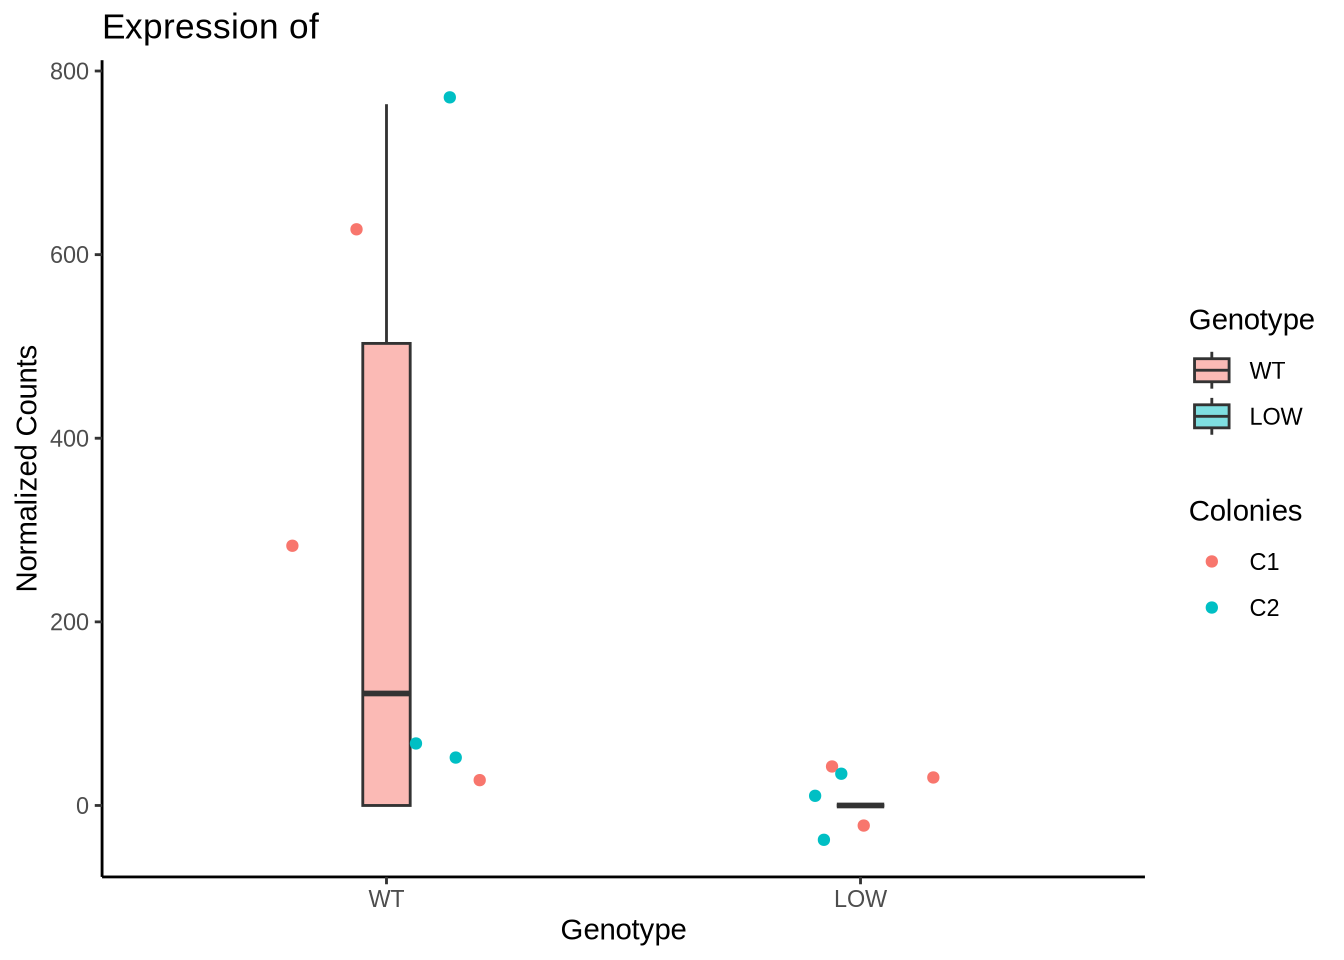 Expression of
800
600
400
200
0
Normalized Counts
WT
LOW
Genotype
Genotype
WT
LOW
Colonies
C1
C2